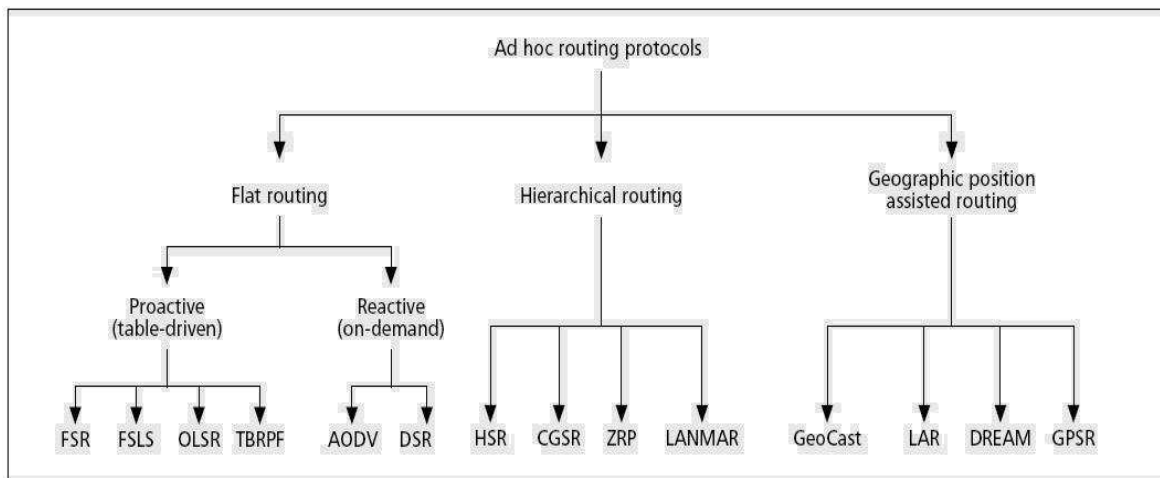 Ad hoc routing protocols
Flat routing
Hierarchical routing
Geographic position
assisted routing
Proactive
(table-driven)
Reactive
(on-demand)
FSR
FSLS
OLSR
TBRPF
AODV
DSR
HSR
CGSR
ZRP
LANMAR
GeoCast
LAR
DREAM
GPSR